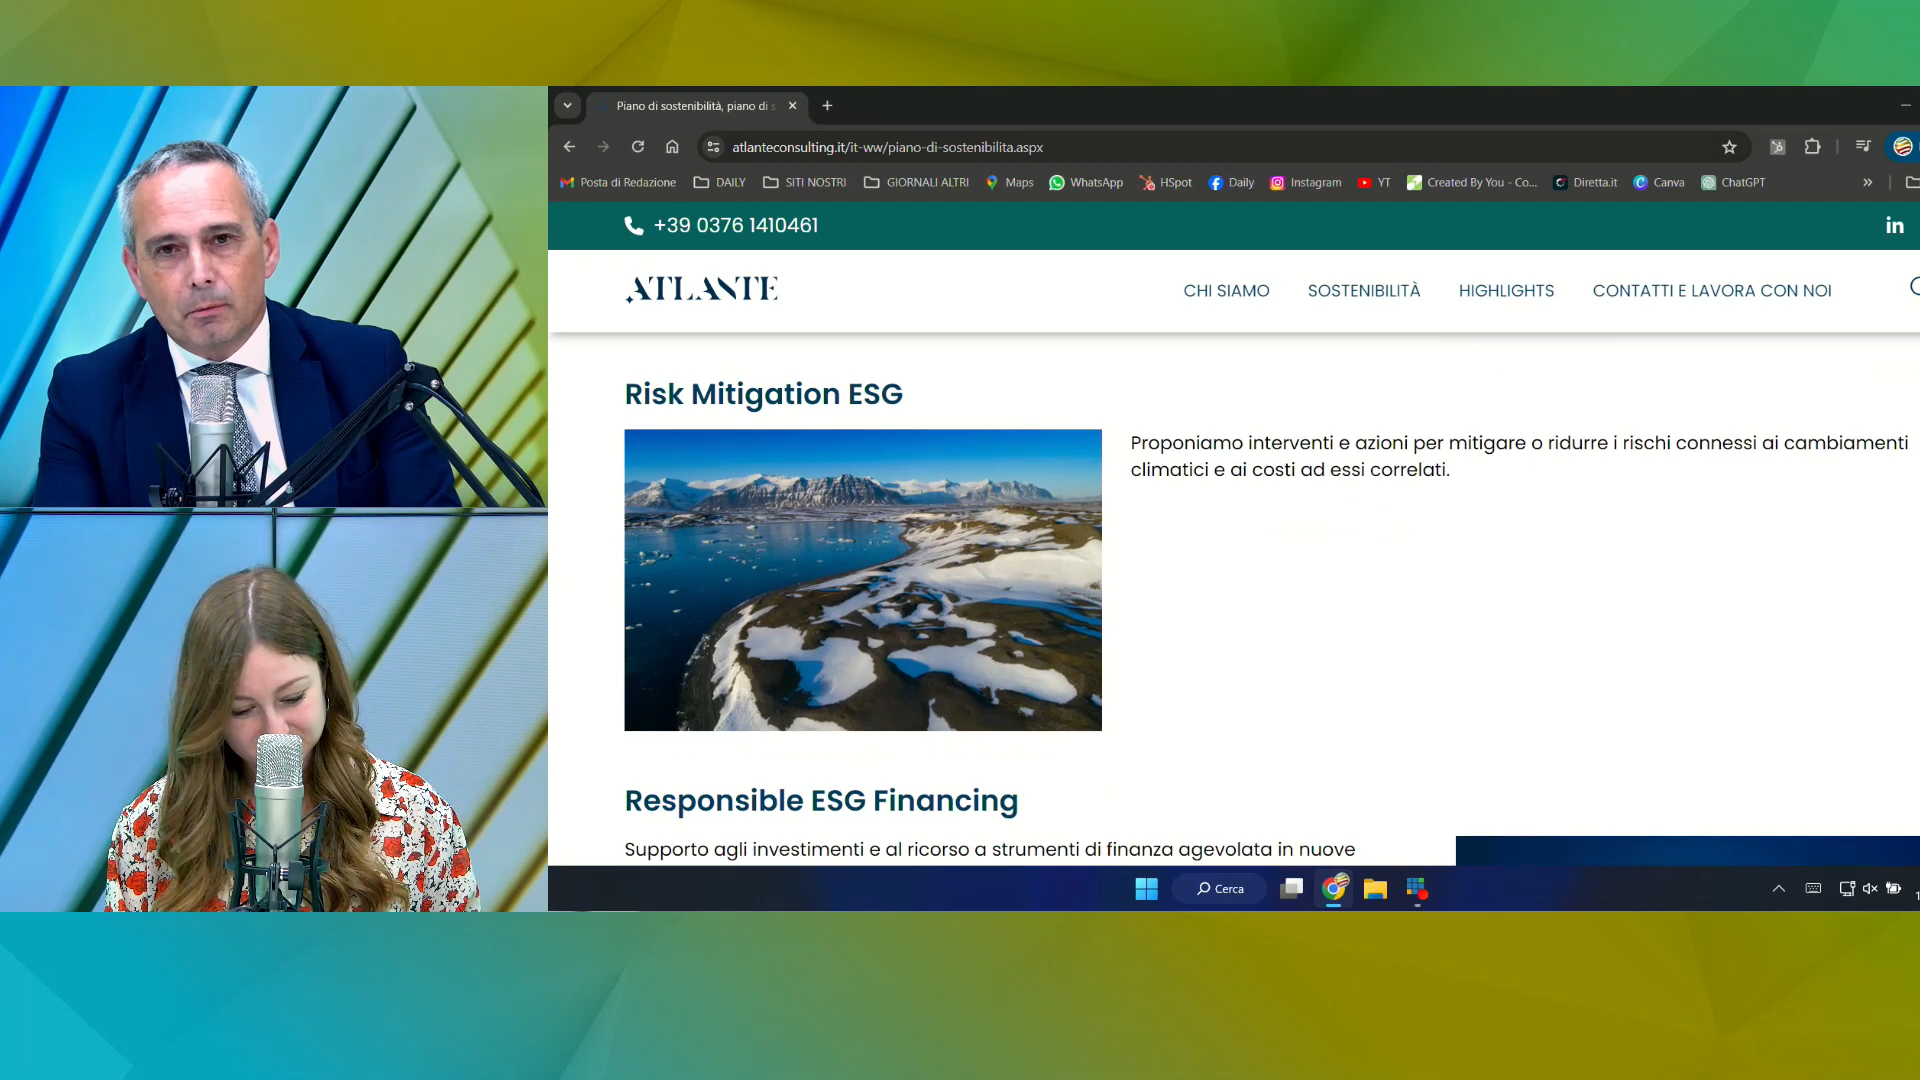 Piano di sostenibilità, piano di s
atlanteconsulting.it/it-ww/piano-di-sostenibilita.aspx
Posta di Redazione
DAILY
SITI NOSTRI
GIORNALI ALTRI
Maps
WhatsApp
HSpot
Daily
Instagram
YT
Created By You - Co...
Diretta.it
Canva
ChatGPT
+39 0376 1410461
in
ATLANTE
CHI SIAMO
SOSTENIBILITÀ
HIGHLIGHTS
CONTATTI E LAVORA CON NOI
Risk Mitigation ESG
Proponiamo interventi e azioni per mitigare o ridurre i rischi connessi ai cambiamenti
climatici e ai costi ad essi correlati.
Responsible ESG Financing
Supporto agli investimenti e al ricorso a strumenti di finanza agevolata in nuove
Cerca